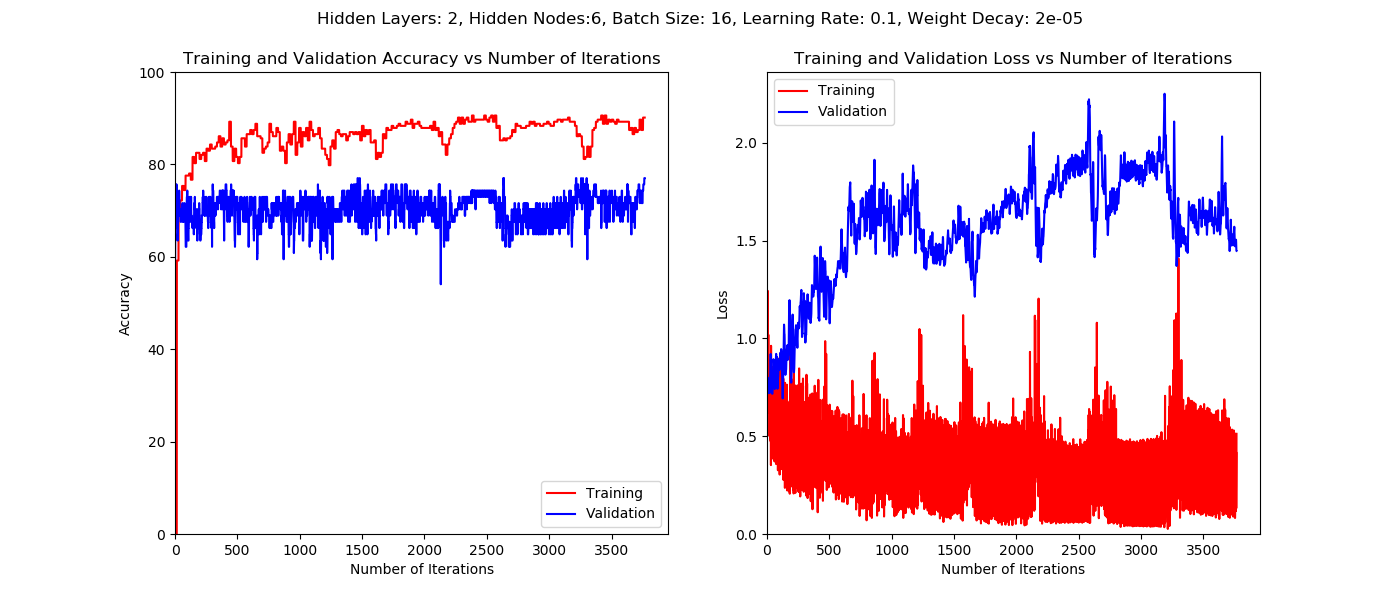 Hidden Layers: 2, Hidden Nodes:6, Batch Size: 16, Learning Rate: 0.1, Weight Decay: 2e-05
Training and Validation Accuracy vs Number of Iterations
100
80
60
40
20
0
Accuracy
0 500 1000 1500 2000 2500 3000 3500
Number of Iterations
Training
Validation
Training and Validation Loss vs Number of Iterations
Training
Validation
2.0
1.5
1.0
0.5
0.0
Loss
0 500 1000 1500 2000 2500 3000 3500
Number of Iterations